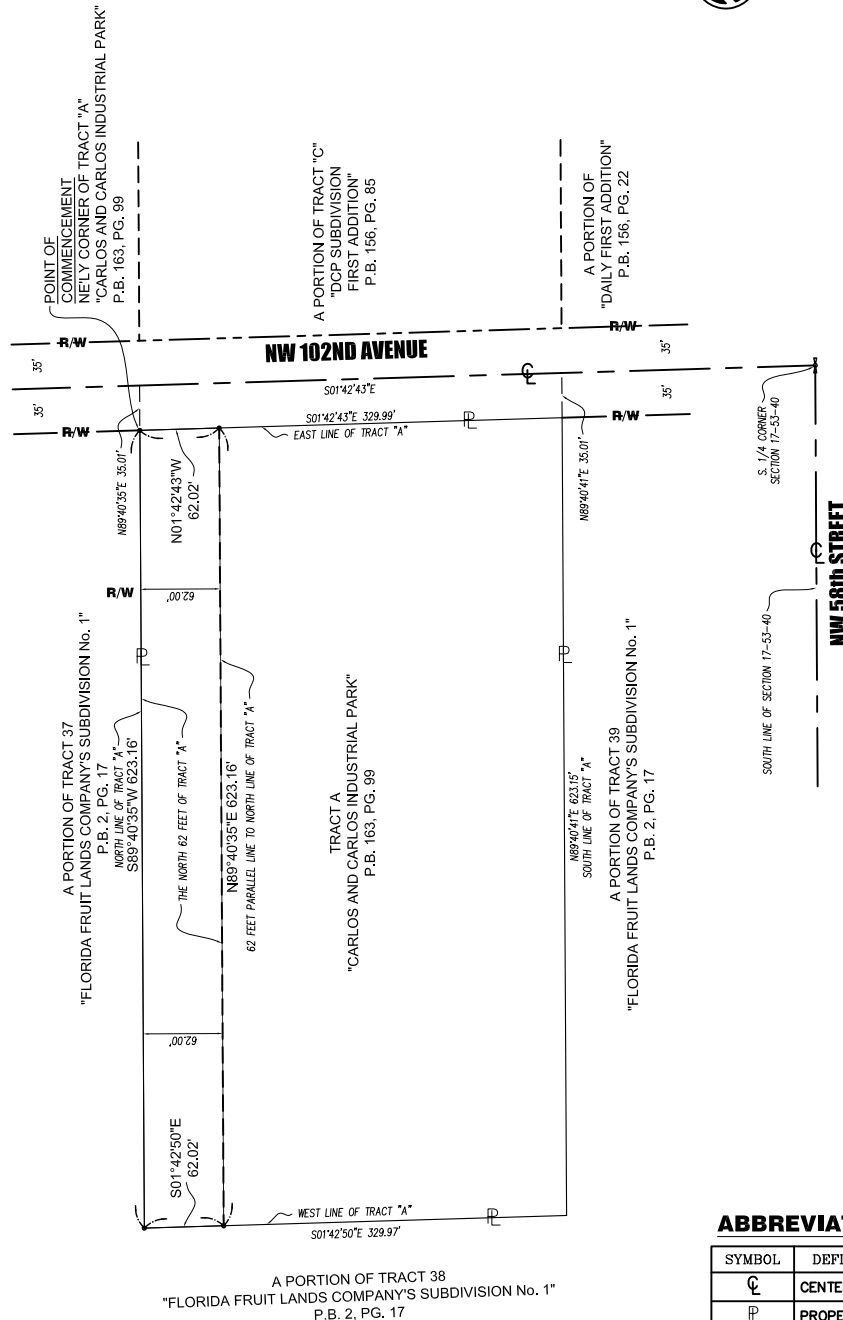 POINT OF
COMMENCEMENT
NE'LY CORNER OF TRACT "A"
"CARLOS AND CARLOS INDUSTRIAL PARK"
P.B. 163, PG. 99
A PORTION OF TRACT "C"
"DCP SUBDIVISION
FIRST ADDITION"
P.B. 156, PG. 85
A PORTION OF
"DAILY FIRST ADDITION"
P.B. 156, PG. 22
R/W
R/W
35'
35'
NW 102ND AVENUE
S01°42'43"E
35'
35'
R/W
R/W
S01°42'43"E 329.99'
EAST LINE OF TRACT "A"
N89°40'35"E 35.01'
N01°42'43"W
62.02'
N89°40'41"E 35.01'
S. 1/4 CORNER
SECTION 17-53-40
NW 58th STREET
SOUTH LINE OF SECTION 17-53-40
R/W
62.00'
A PORTION OF TRACT 37
"FLORIDA FRUIT LANDS COMPANY'S SUBDIVISION No. 1"
P.B. 2, PG. 17
NORTH LINE OF TRACT "A"
S89°40'35"W 623.16'
THE NORTH 62 FEET OF TRACT "A"
N89°40'35"E 623.16'
62 FEET PARALLEL LINE TO NORTH LINE OF TRACT "A"
TRACT A
"CARLOS AND CARLOS INDUSTRIAL PARK"
P.B. 163, PG. 99
N89°40'41"E 623.15'
SOUTH LINE OF TRACT "A"
A PORTION OF TRACT 39
"FLORIDA FRUIT LANDS COMPANY'S SUBDIVISION No. 1"
P.B. 2, PG. 17
62.00'
S01°42'50"E
62.02'
WEST LINE OF TRACT "A"
S01°42'50"E 329.97'
A PORTION OF TRACT 38
"FLORIDA FRUIT LANDS COMPANY'S SUBDIVISION No. 1"
P.B. 2, PG. 17
SYMBOL